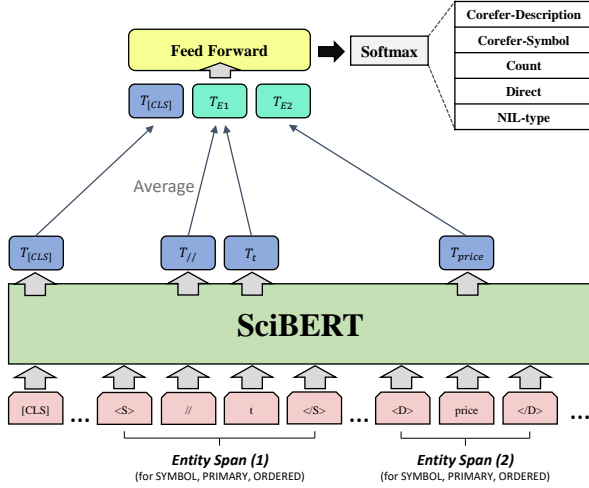 Corefer-Description
Feed Forward
Softmax
Corefer-Symbol
Count
Direct
NIL-type
T[CLS]
TE1
TE2
Average
T[CLS]
T//
Tt
Tprice
SciBERT
[CLS]
...
<S>
//
t
</S>
...
<D>
price
</D>
...
Entity Span (1)
(for SYMBOL, PRIMARY, ORDERED)
Entity Span (2)
(for SYMBOL, PRIMARY, ORDERED)